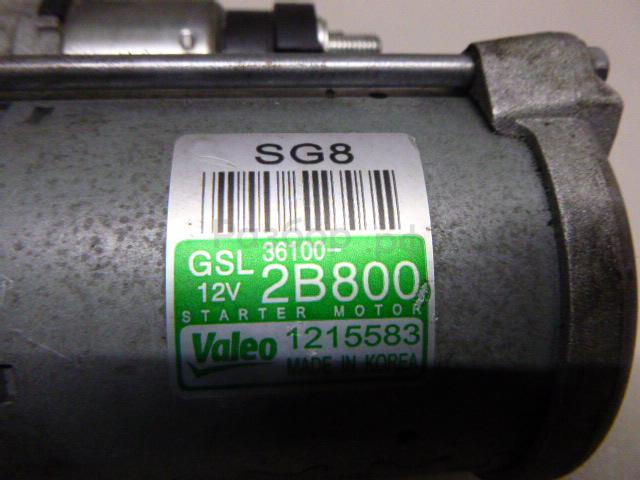 SG8
GSL 36100-
12V 2B800
STARTER MOTOR
Valeo 1215583
MADE IN KOREA